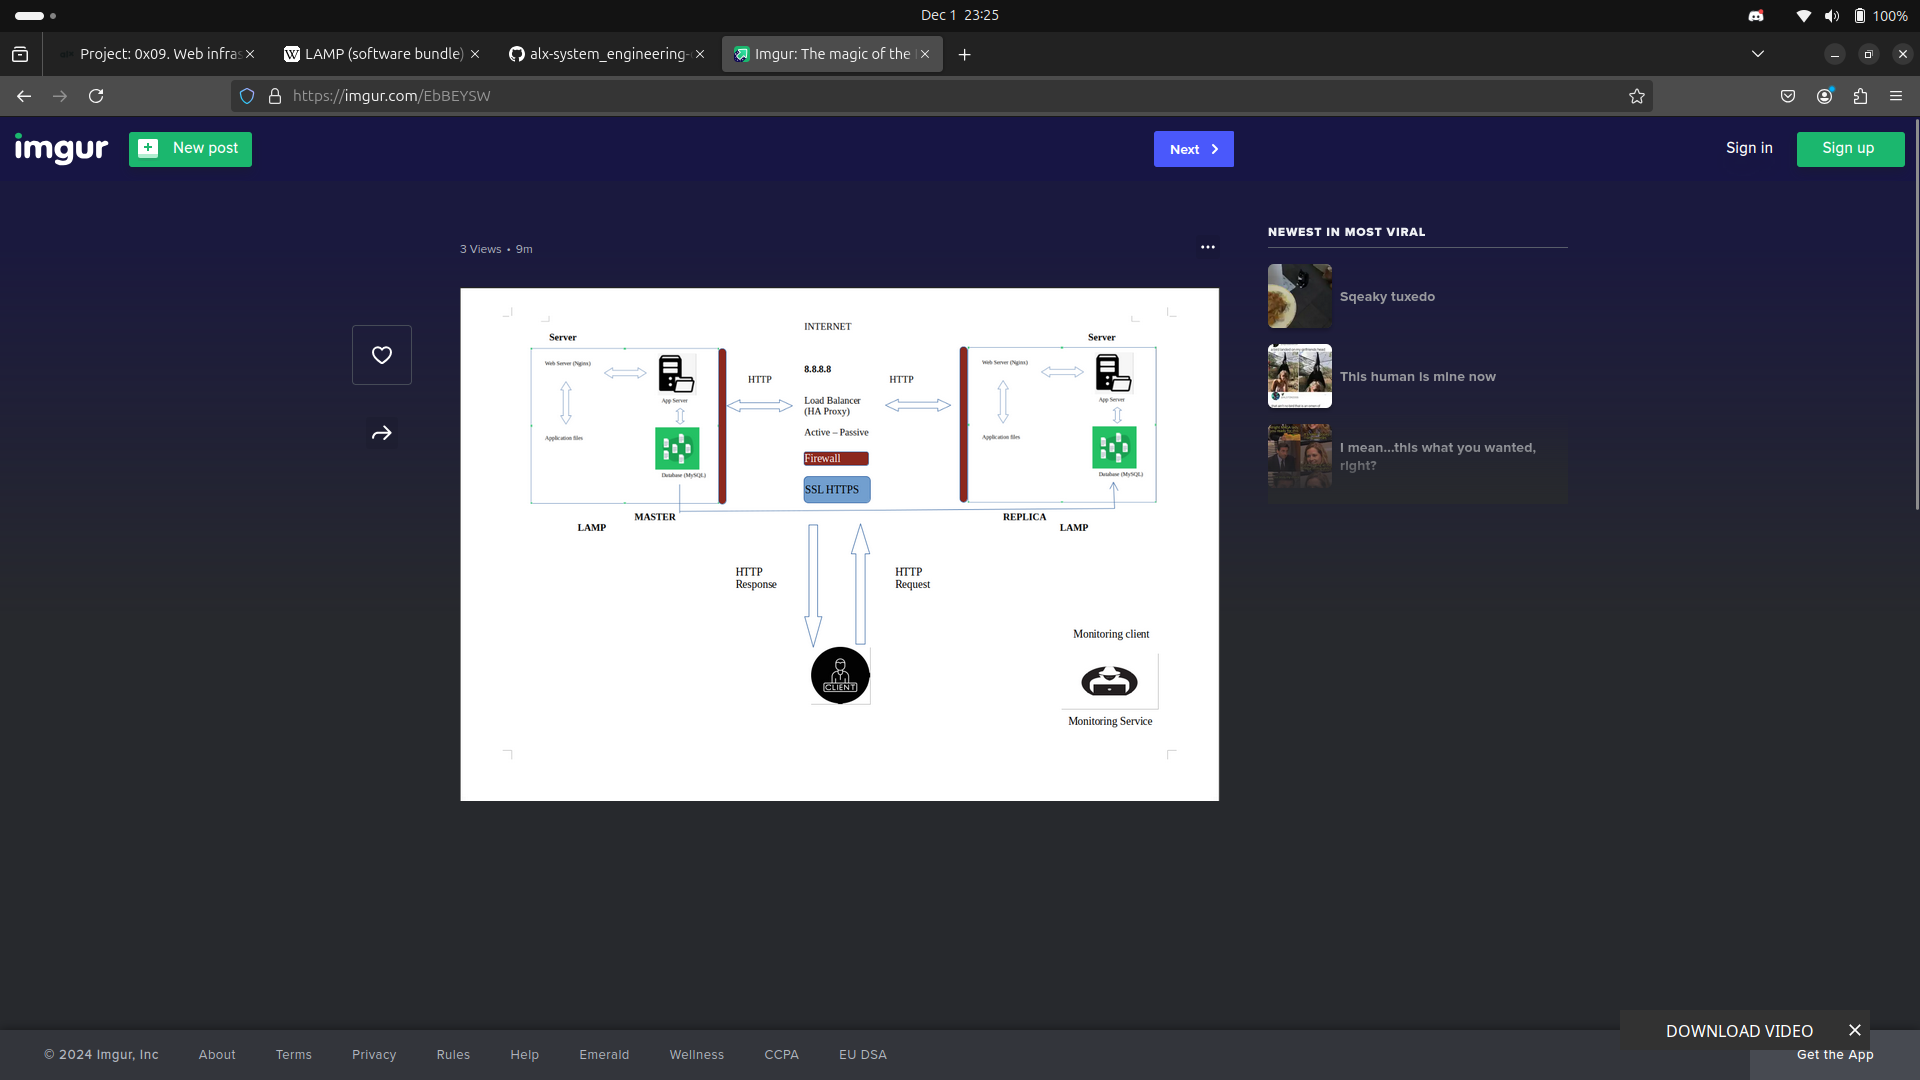 Dec 1 23:25
100%
Project: 0x09. Web infras
LAMP (software bundle)
alx-system_engineering-
Imgur: The magic of the
https://imgur.com/EbBEYSW
imgur
New post
Next
Sign in
Sign up
3 Views • 9m
NEWEST IN MOST VIRAL
Sqeaky tuxedo
This human is mine now
I mean...this what you wanted,
right?
INTERNET
Server
Server
Web Server (Nginx)
App Server
Application files
Database (MySQL)
HTTP
8.8.8.8
HTTP
Load Balancer
(HA Proxy)
Active – Passive
Firewall
SSL HTTPS
Web Server (Nginx)
App Server
Application files
Database (MySQL)
MASTER
LAMP
REPLICA
LAMP
HTTP
Response
HTTP
Request
CLIENT
Monitoring client
Monitoring Service
DOWNLOAD VIDEO
© 2024 Imgur, Inc
About
Terms
Privacy
Rules
Help
Emerald
Wellness
CCPA
EU DSA
Get the App